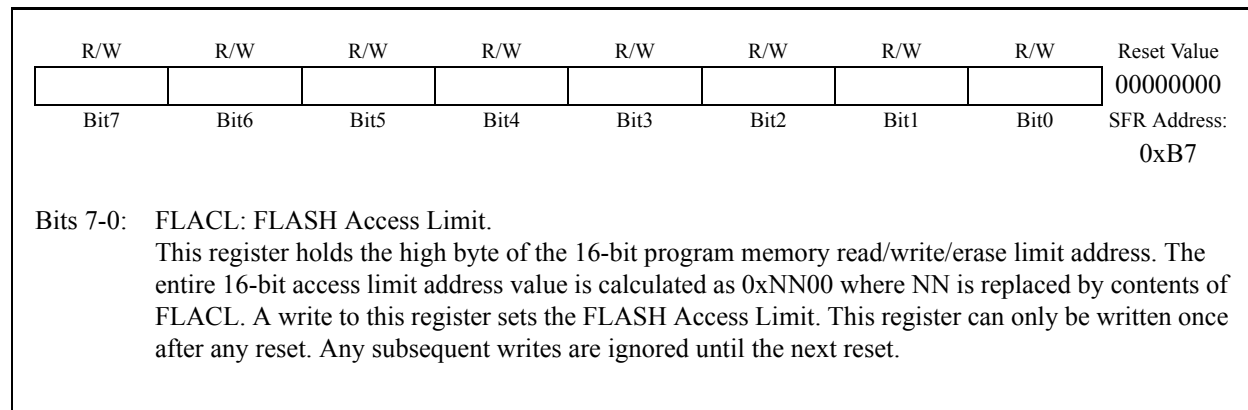 R/W R/W R/W R/W R/W R/W R/W R/W Reset Value
00000000
Bit7 Bit6 Bit5 Bit4 Bit3 Bit2 Bit1 Bit0 SFR Address:
0xB7
Bits 7-0: FLACL: FLASH Access Limit.
This register holds the high byte of the 16-bit program memory read/write/erase limit address. The
entire 16-bit access limit address value is calculated as 0xNN00 where NN is replaced by contents of
FLACL. A write to this register sets the FLASH Access Limit. This register can only be written once
after any reset. Any subsequent writes are ignored until the next reset.